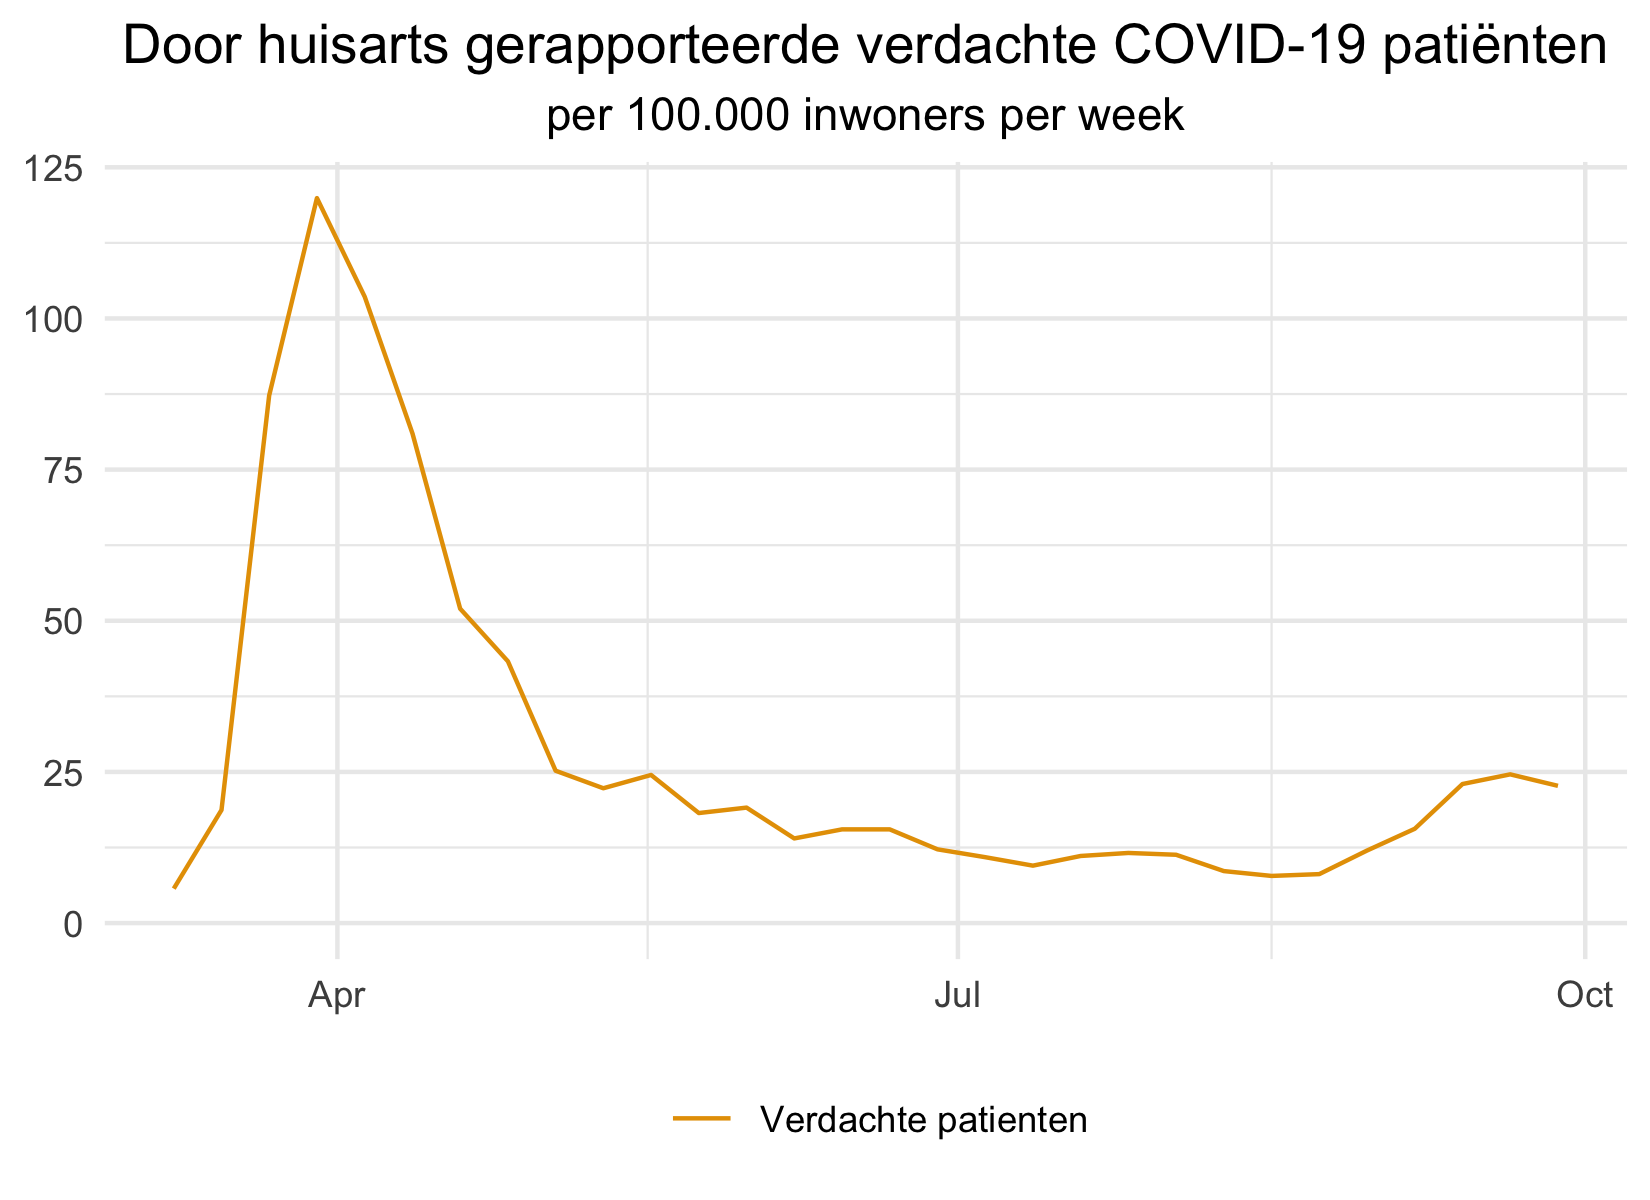 Door huisarts gerapporteerde verdachte COVID-19 patiënten
per 100.000 inwoners per week
125
100
75
50
25
0
Apr
Jul
Oct
Verdachte patienten